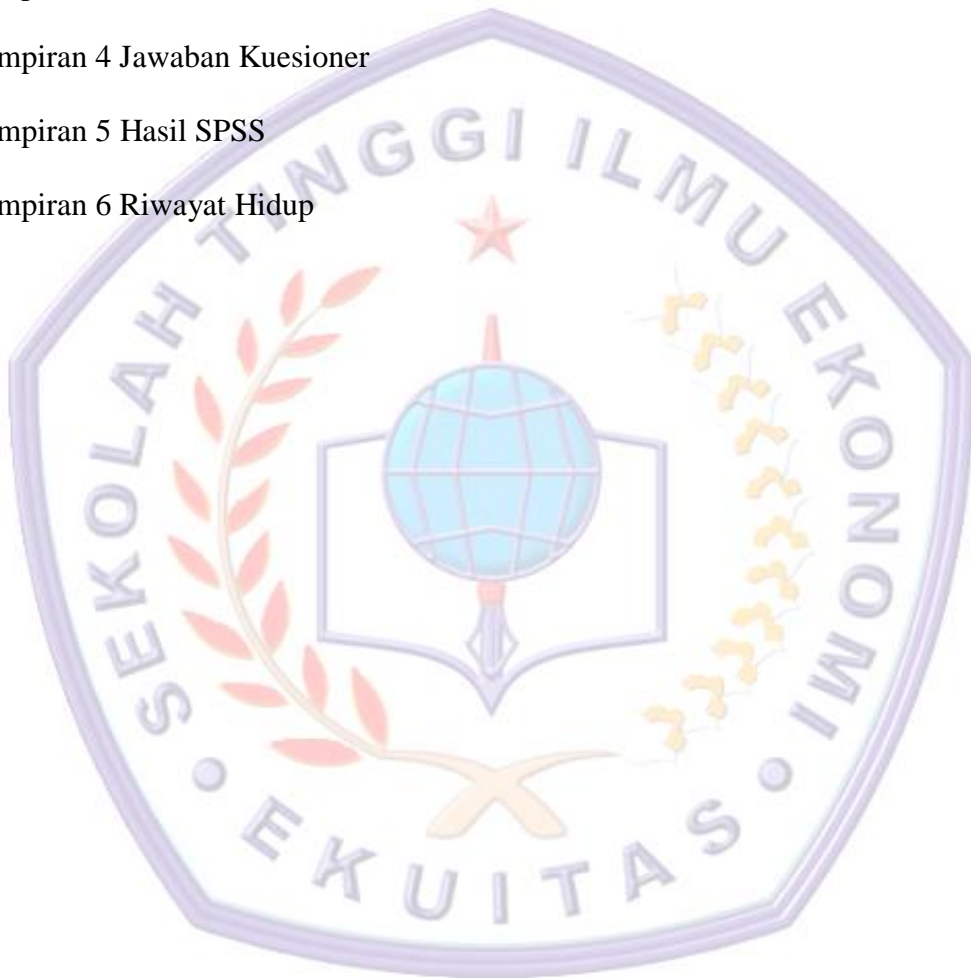 mpiran 4 Jawaban Kuesioner
mpiran 5 Hasil SPSS
mpiran 6 Riwayat Hidup
SEKOLAH TINGGI ILMU EKONOMI
• EKUITAS •